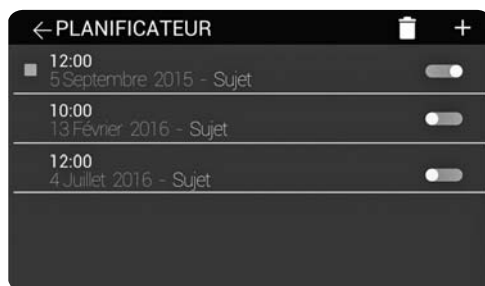 PLANIFICATEUR
12:00
5 Septembre 2015 - Sujet
10:00
13 Février 2016 - Sujet
12:00
4 Juillet 2016 - Sujet